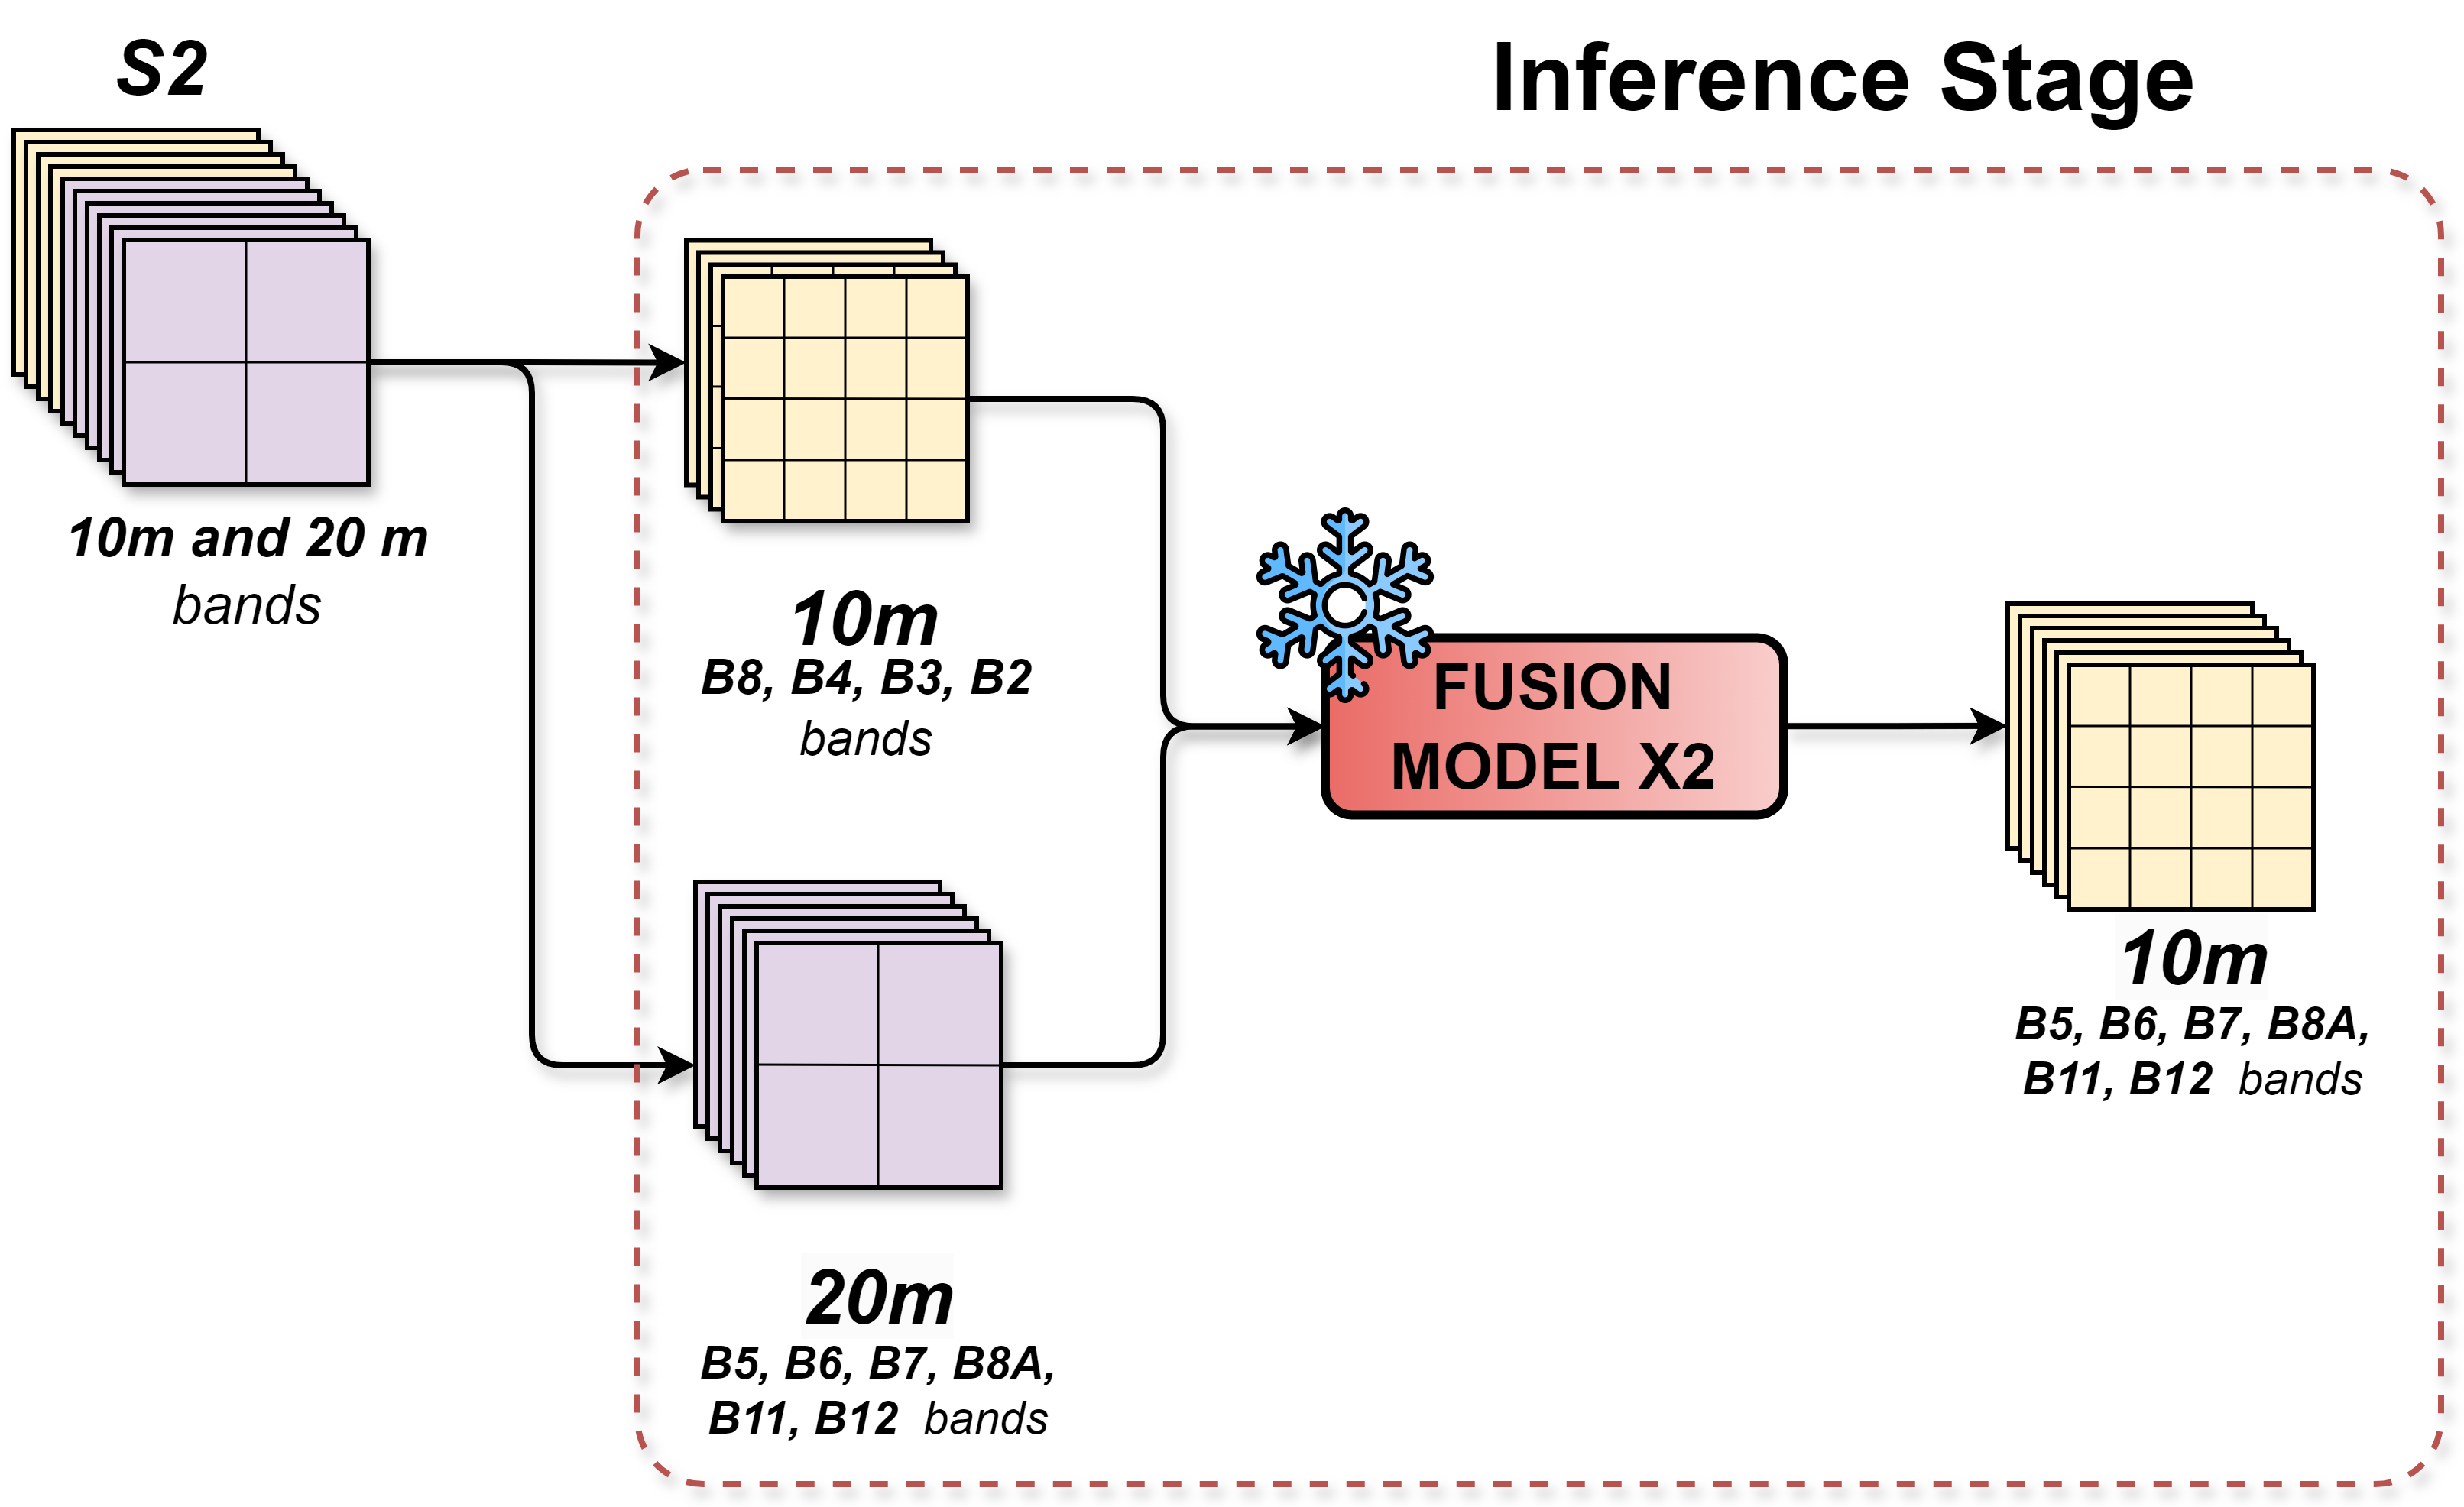 S2
Inference Stage
10m and 20 m
bands
10m
B8, B4, B3, B2
bands
FUSION
MODEL X2
10m
B5, B6, B7, B8A,
B11, B12 bands
20m
B5, B6, B7, B8A,
B11, B12 bands